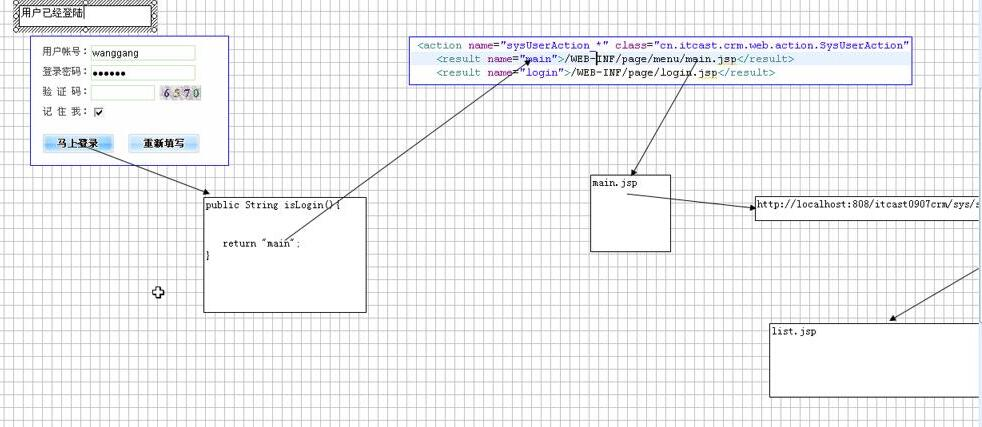 用户已经登陆
用户帐号：wanggang
登录密码：●●●●●●
验 证 码： 6570
记 住 我：
马上登录 重新填写
<action name="sysUserAction_*" class="cn.itcast.crm.web.action.SysUserAction"
<result name="main">/WEB-INF/page/menu/main.jsp</result>
<result name="login">/WEB-INF/page/login.jsp</result>
main.jsp
public String isLogin(){
http://localhost:808/itcast0907crm/sys/s
return "main";
}
list.jsp